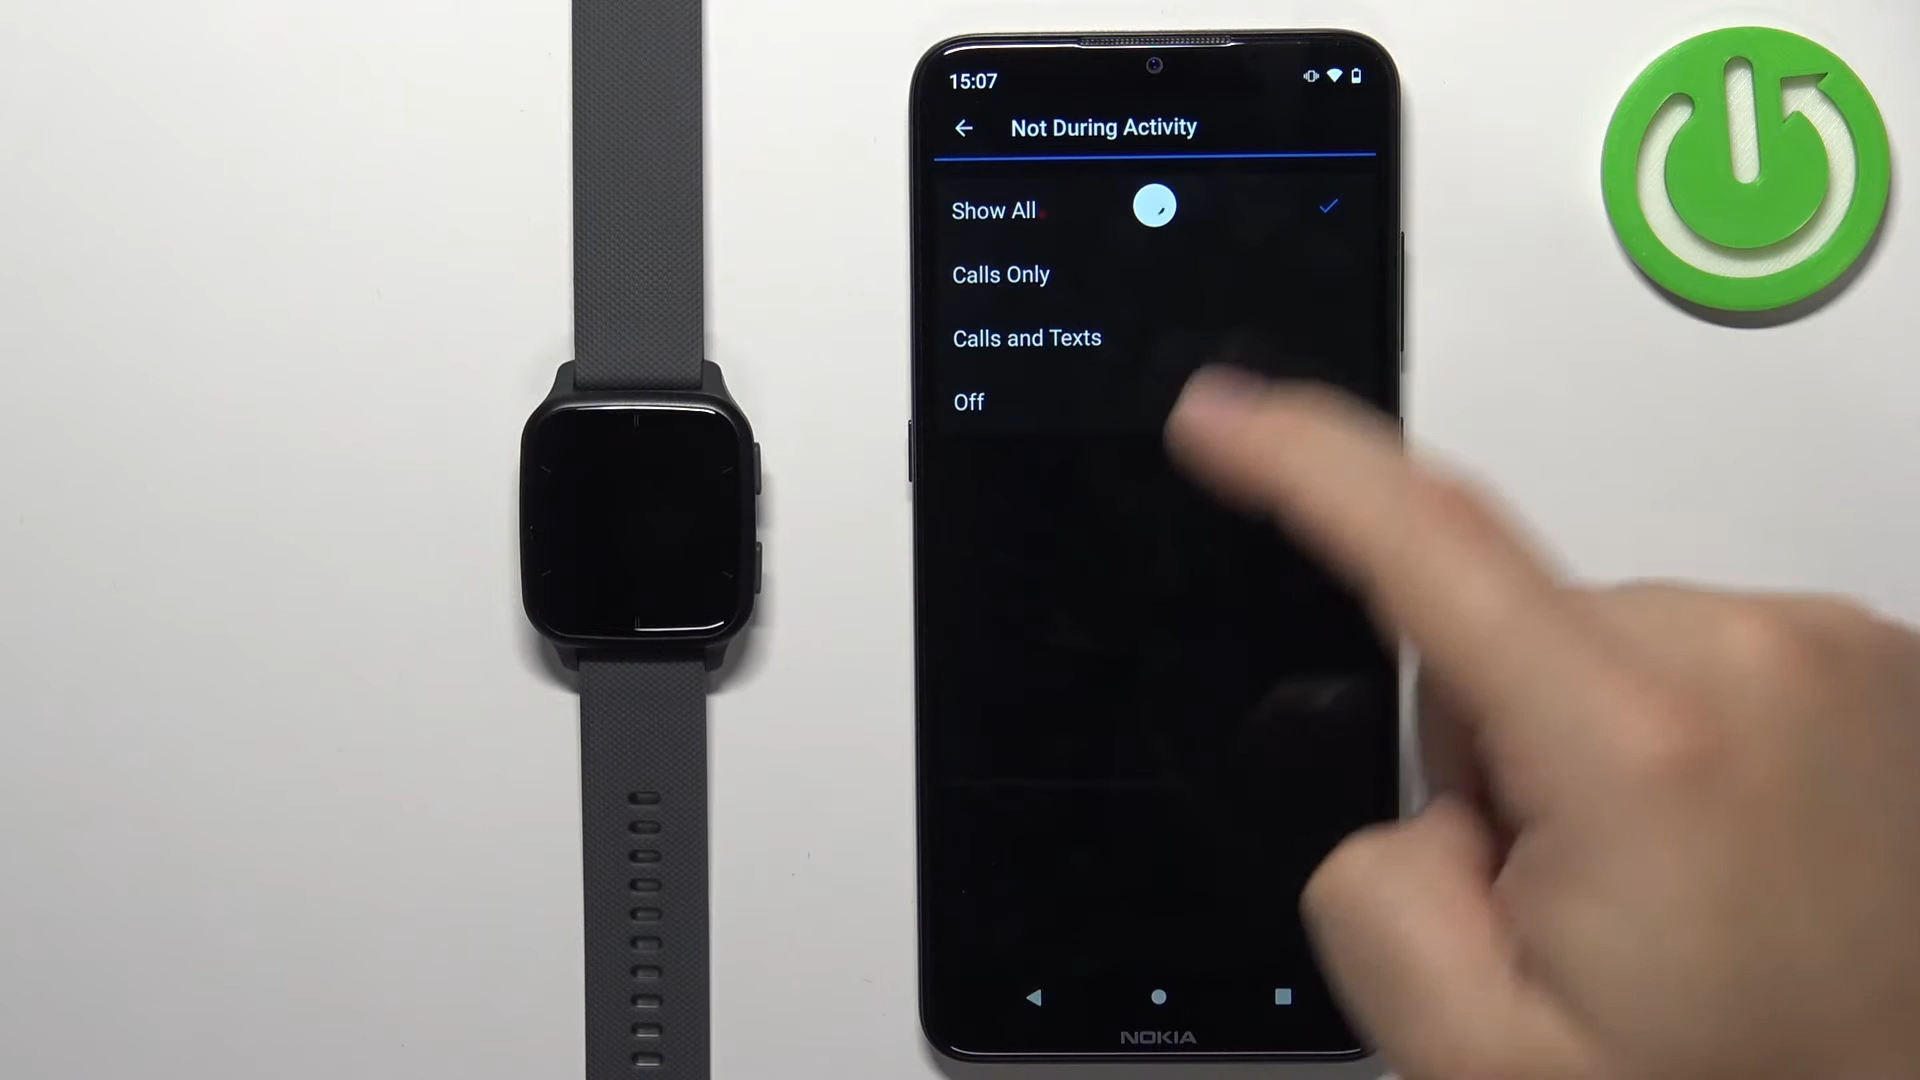 15:07
Not During Activity
Show All
Calls Only
Calls and Texts
Off
NOKIA